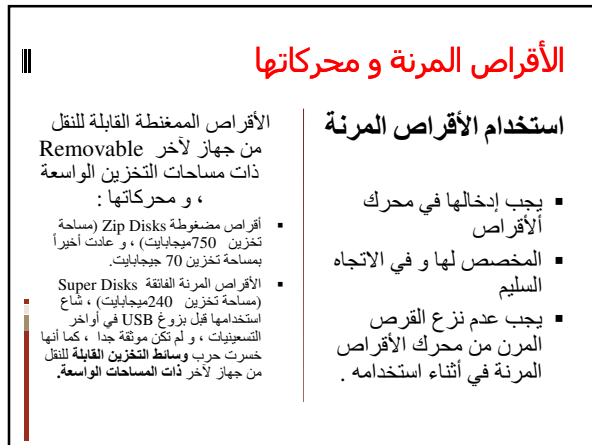 الأقراص المرنة و محركاتها
استخدام الأقراص المرنة
▪ يجب إدخالها في محرك
ألأقراص
▪ المخصص لها و في الاتجاه
السليم
▪ يجب عدم نزع القرص
المرن من محرك الأقراص
المرنة في أثناء استخدامه .
الأقراص الممغنطة القابلة للنقل
من جهاز لآخر Removable
ذات مساحات التخزين الواسعة
، و محركاتها :
▪ أقراص مضغوطة Zip Disks (مساحة
تخزين 750ميجابايت) ، و عادت أخيراً
بمساحة تخزين 70 جيجابايت.
▪ الأقراص المرنة الفائقة Super Disks
(مساحة تخزين 240ميجابايت) ، شاع
استخدامها قبل بزوغ USB في أواخر
التسعينيات ، و لم تكن موثقة جدا ، كما أنها
خسرت حرب وسائط التخزين القابلة للنقل
من جهاز لآخر ذات المساحات الواسعة.